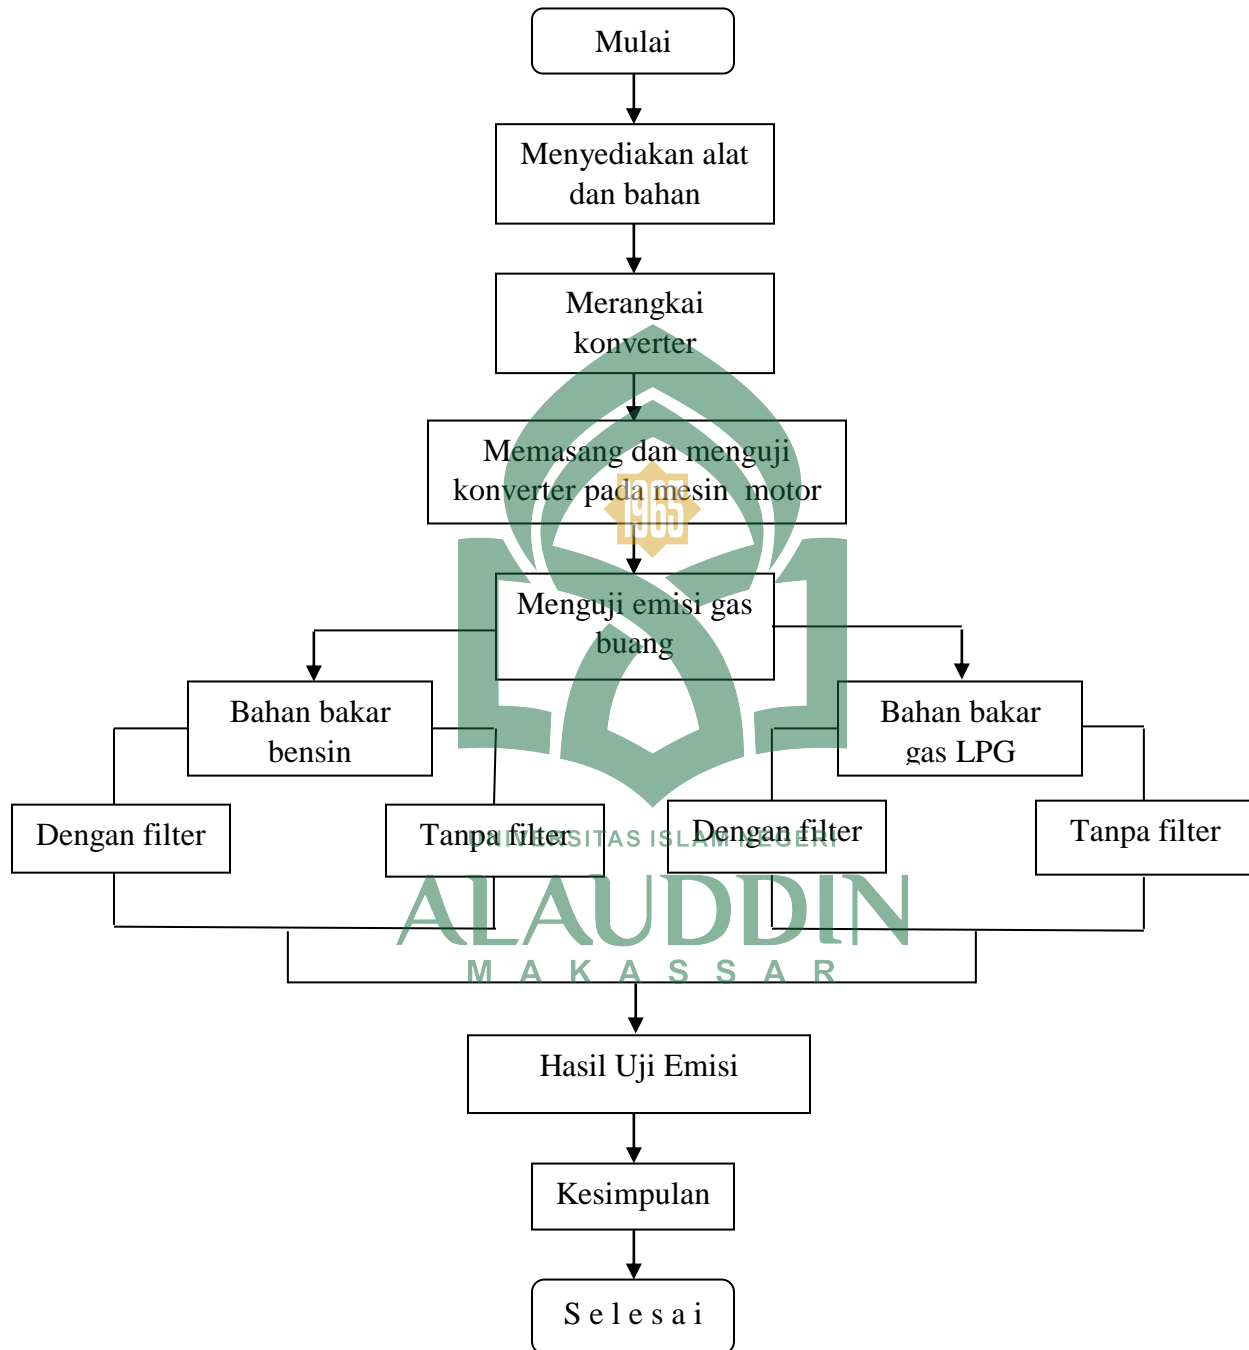 Mulai
Menyediakan alat
dan bahan
Merangkai
konverter
Memasang dan menguji
konverter pada mesin motor
1965
Menguji emisi gas
buang
Bahan bakar
bensin
Bahan bakar
gas LPG
Dengan filter
Tanpa filter
Dengan filter
Tanpa filter
UNIVERSITAS ISLAM NEGERI
ALAUDDIN
M A K A S S A R
Hasil Uji Emisi
Kesimpulan
S e l e s a i